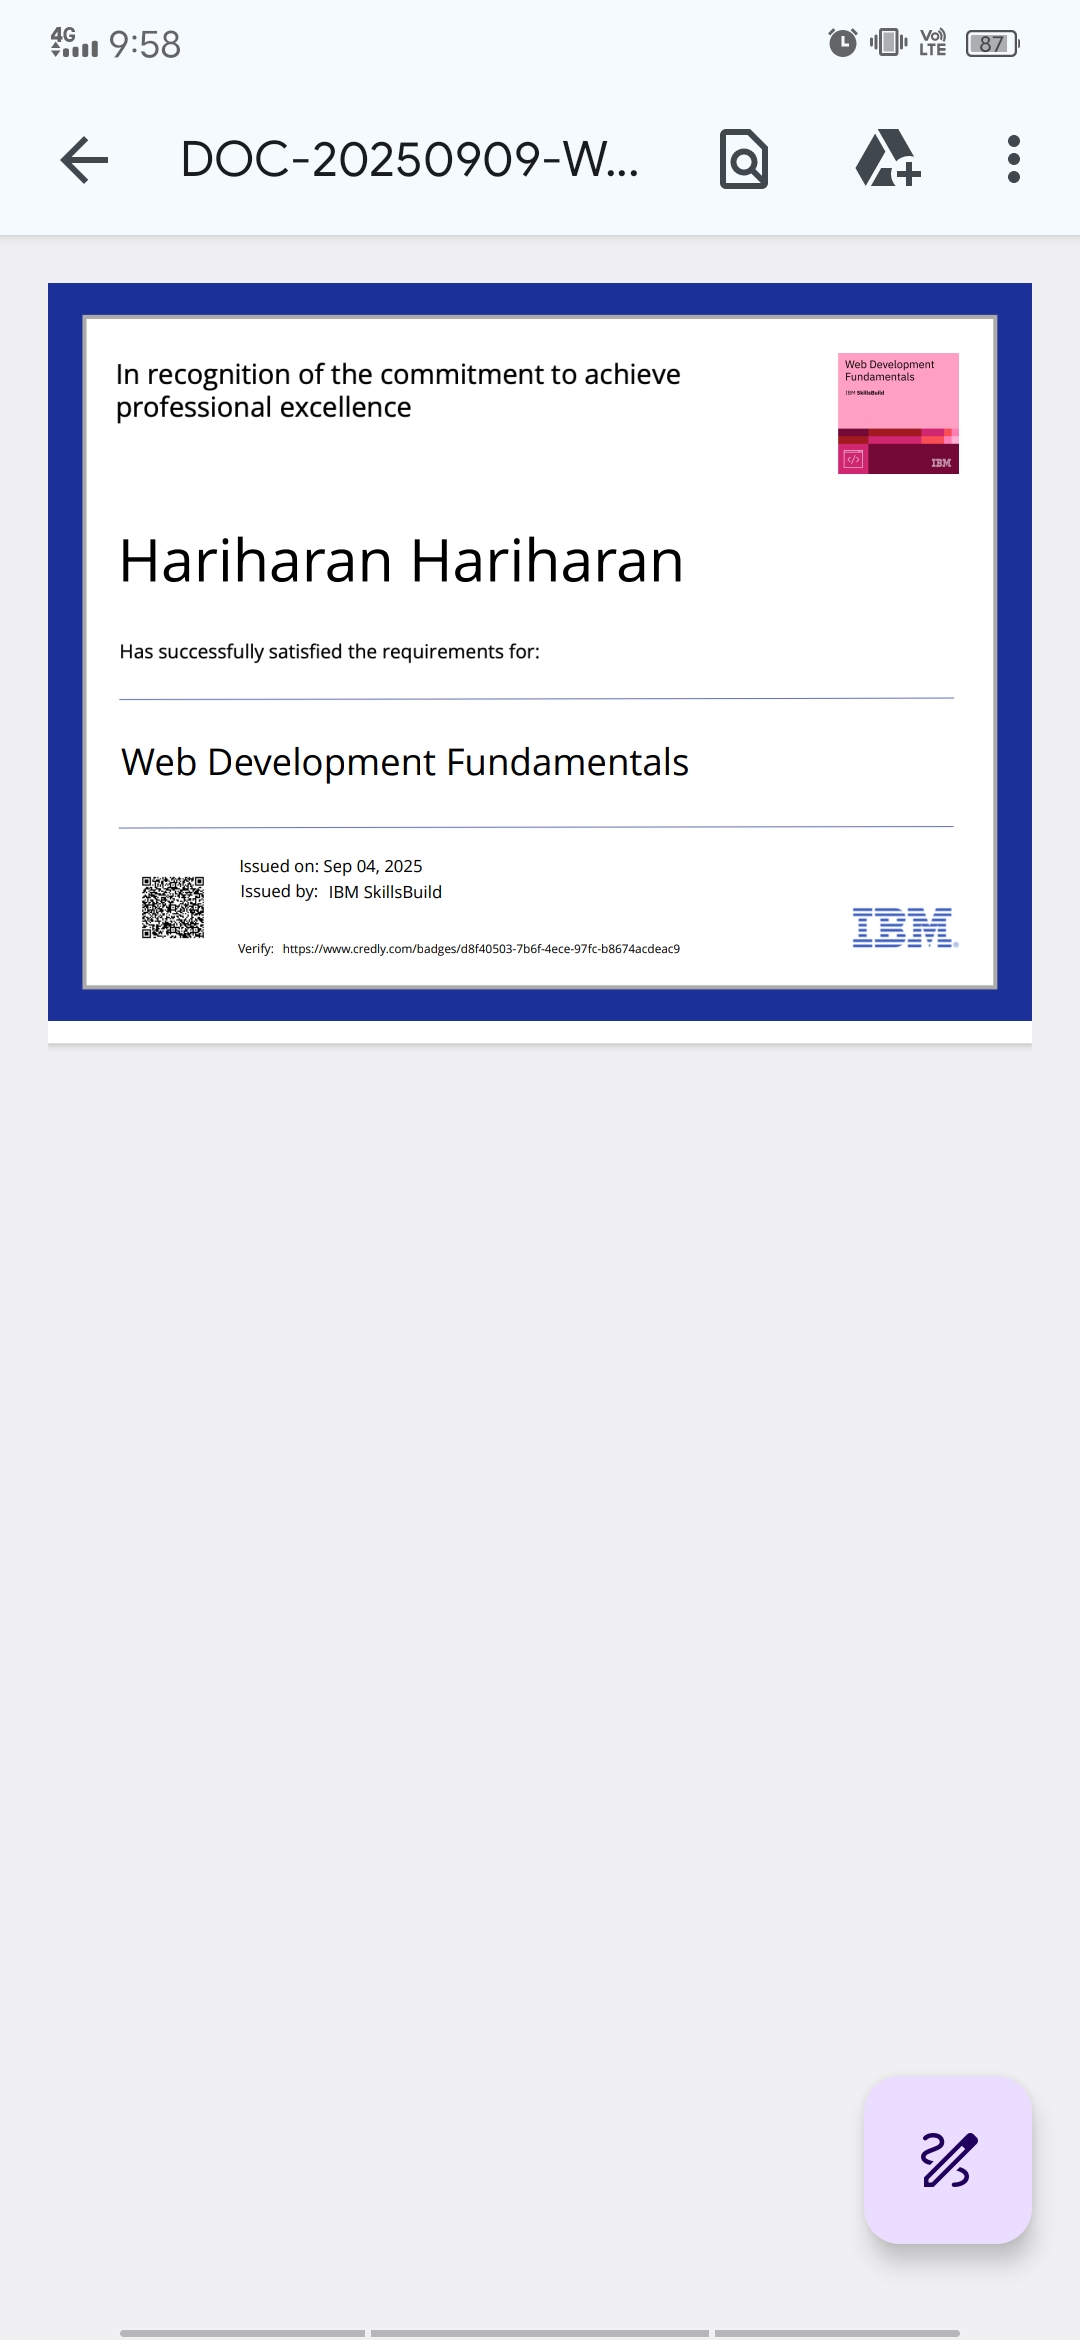 4G 9:58 Vo)) LTE 87
DOC-20250909-W...
In recognition of the commitment to achieve
professional excellence
Web Development
Fundamentals
IBM SkillsBuild
</>
IBM
Hariharan Hariharan
Has successfully satisfied the requirements for:
Web Development Fundamentals
Issued on: Sep 04, 2025
Issued by: IBM SkillsBuild
IBM®
Verify: https://www.credly.com/badges/d8f40503-7b6f-4ece-97fc-b8674acdeac9